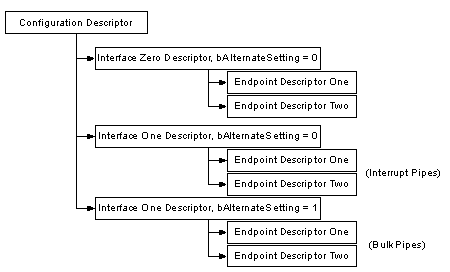 Configuration Descriptor
Interface Zero Descriptor, bAlternateSetting = 0
Endpoint Descriptor One
Endpoint Descriptor Two
Interface One Descriptor, bAlternateSetting = 0
Endpoint Descriptor One
Endpoint Descriptor Two
(Interrupt Pipes)
Interface One Descriptor, bAlternateSetting = 1
Endpoint Descriptor One
(Bulk Pipes)
Endpoint Descriptor Two